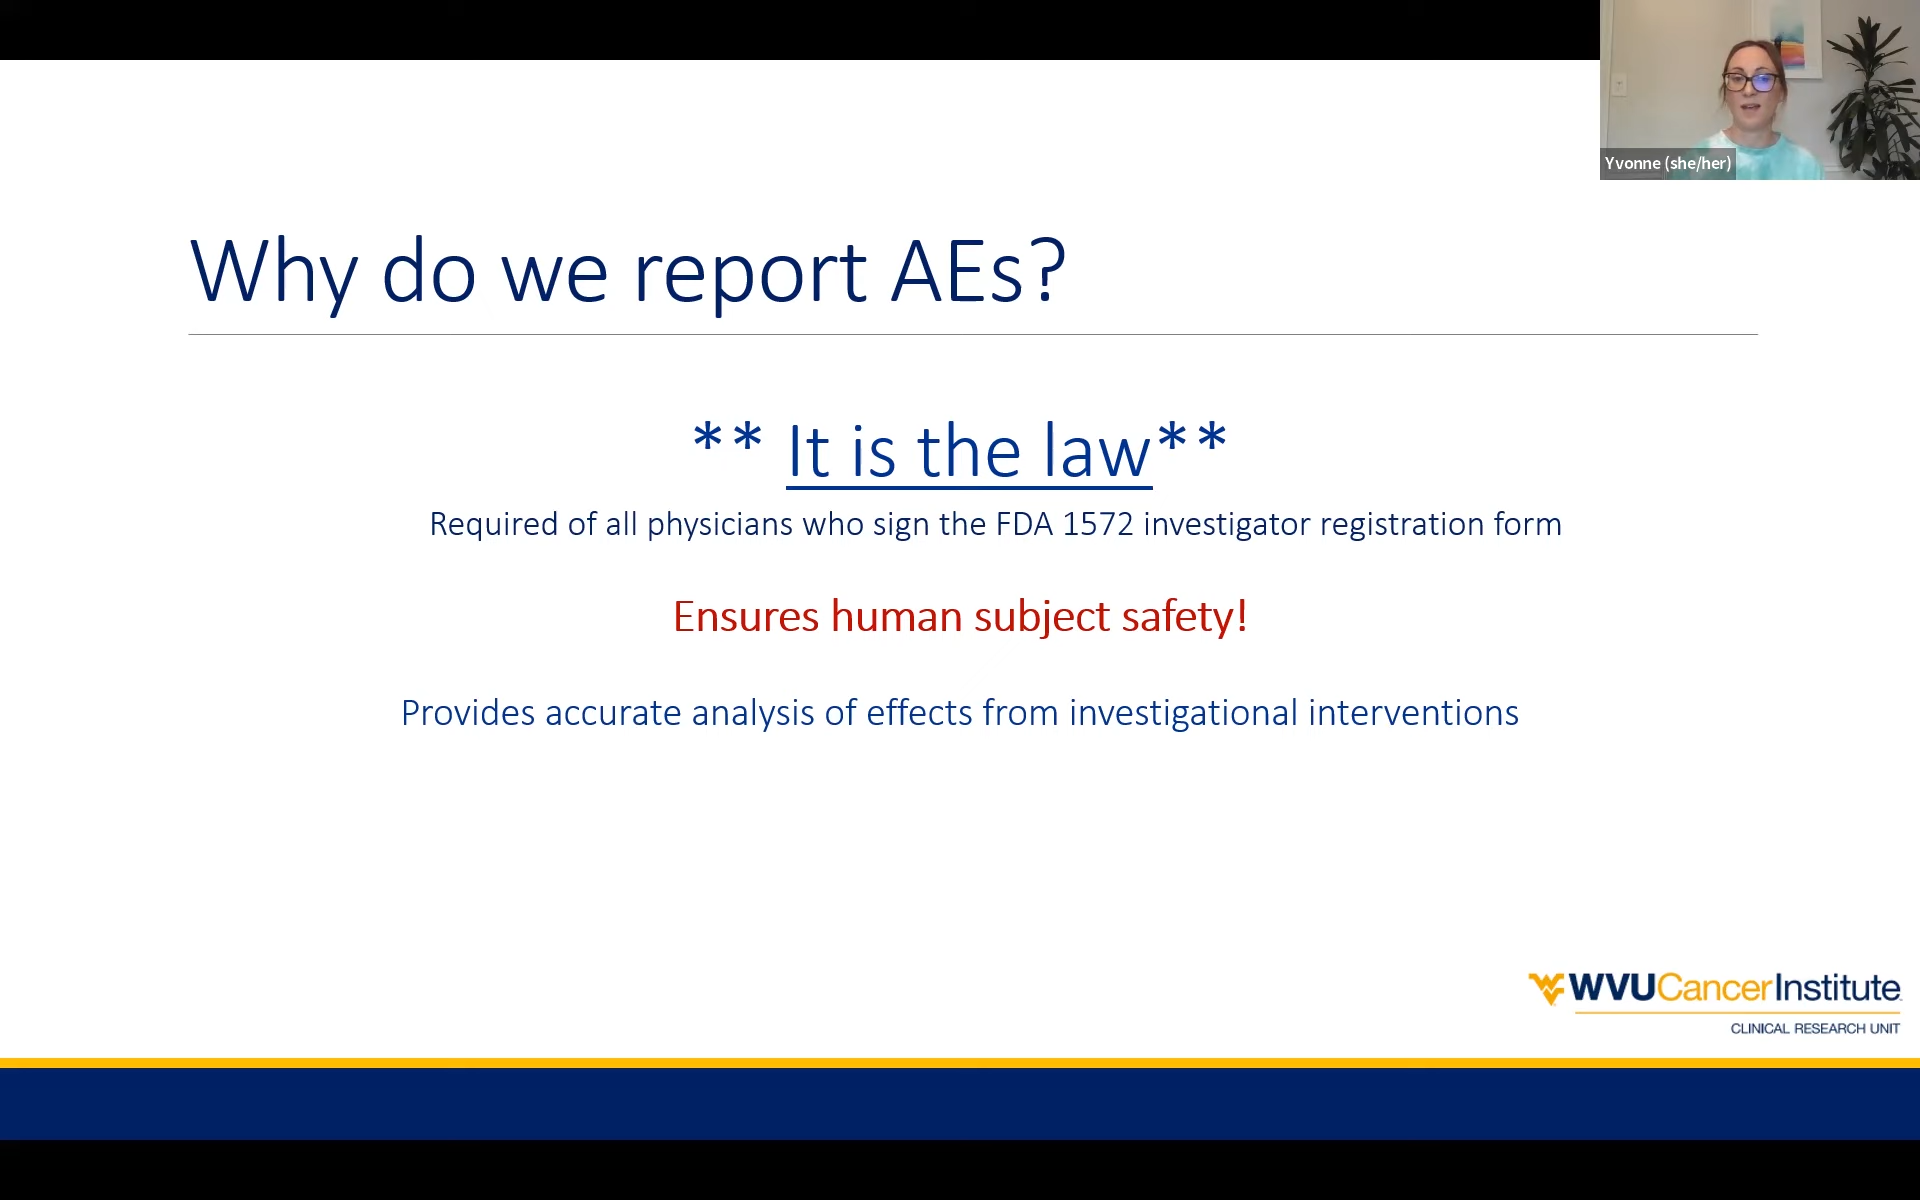 Yvonne (she/her)
Why do we report AEs?
** It is the law**
Required of all physicians who sign the FDA 1572 investigator registration form
Ensures human subject safety!
Provides accurate analysis of effects from investigational interventions
WVUCancerInstitute
CLINICAL RESEARCH UNIT